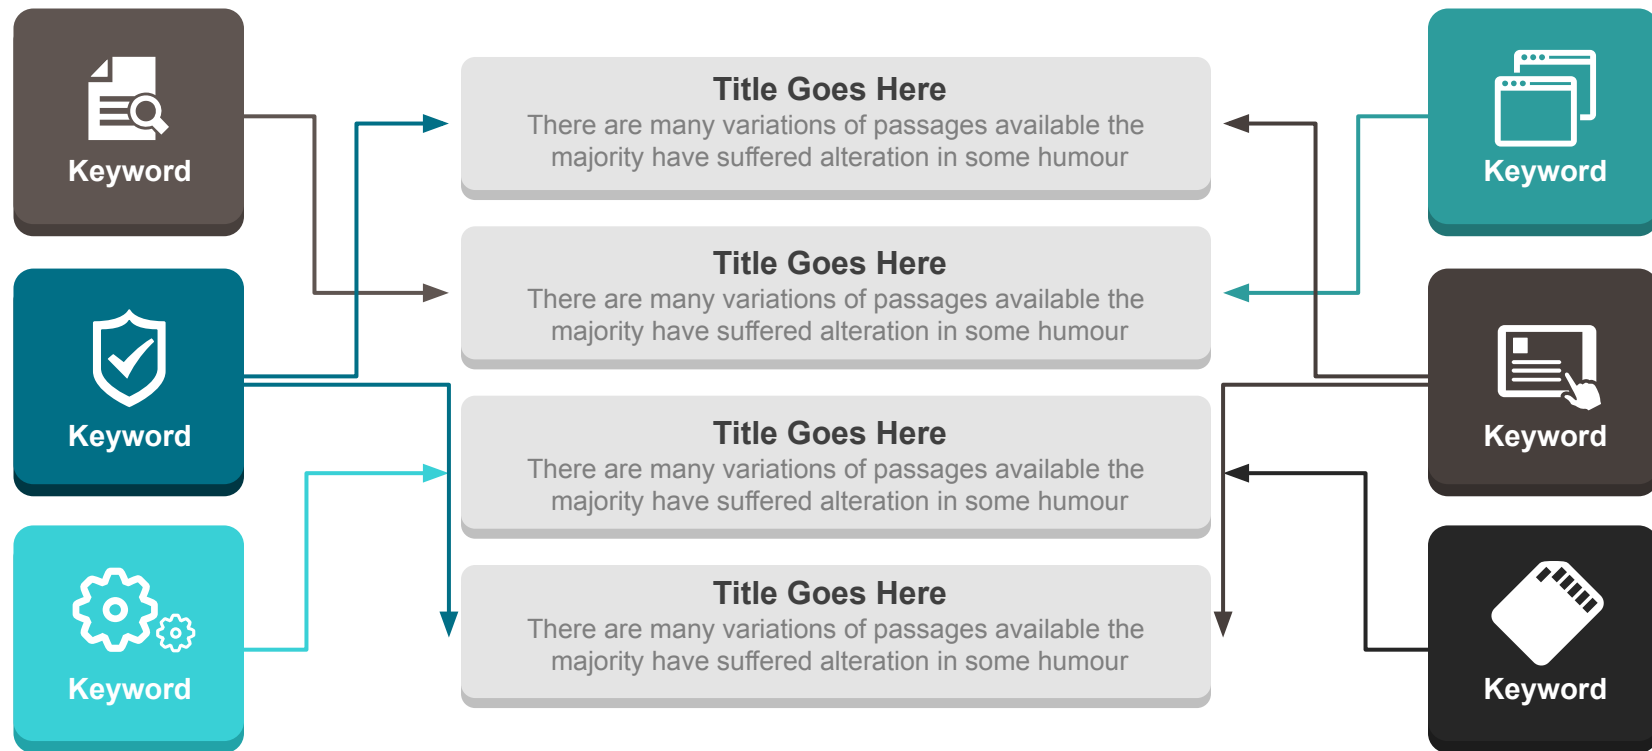 Keyword
Keyword
Keyword
Title Goes Here
There are many variations of passages available the
majority have suffered alteration in some humour
Title Goes Here
There are many variations of passages available the
majority have suffered alteration in some humour
Title Goes Here
There are many variations of passages available the
majority have suffered alteration in some humour
Title Goes Here
There are many variations of passages available the
majority have suffered alteration in some humour
Keyword
Keyword
Keyword